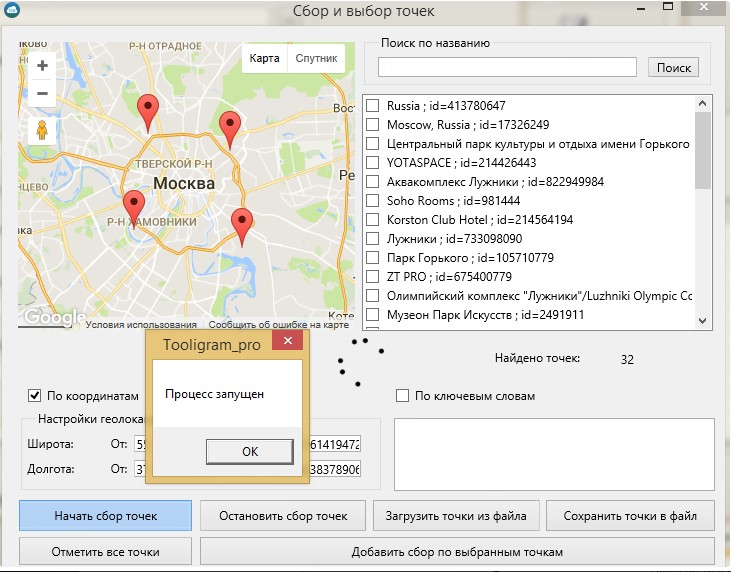 Сбор и выбор точек
ково
Р-Н ОТРАДНОЕ
Карта
Спутник
Вост
ТВЕРСКОЙ Р-Н
Москва
Р-Н ХАМОВНИКИ
Google
Условия использования
Сообщить об ошибке на карте
Поиск по названию
Поиск
Russia ; id=413780647
Moscow, Russia ; id=17326249
Центральный парк культуры и отдыха имени Горького
YOTASPACE ; id=214426443
Аквакомплекс Лужники ; id=822949984
Soho Rooms ; id=981444
Korston Club Hotel ; id=214564194
Лужники ; id=733098090
Парк Горького ; id=105710779
ZT PRO ; id=675400779
Олимпийский комплекс "Лужники"/Luzhniki Olympic Co
Музеон Парк Искусств ; id=2491911
Найдено точек: 32
Tooligram_pro
Процесс запущен
OK
По координатам
По ключевым словам
Настройки геолока
Широта: От: 55 61419472
Долгота: От: 37 38378906
Начать сбор точек
Остановить сбор точек
Загрузить точки из файла
Сохранить точки в файл
Отметить все точки
Добавить сбор по выбранным точкам